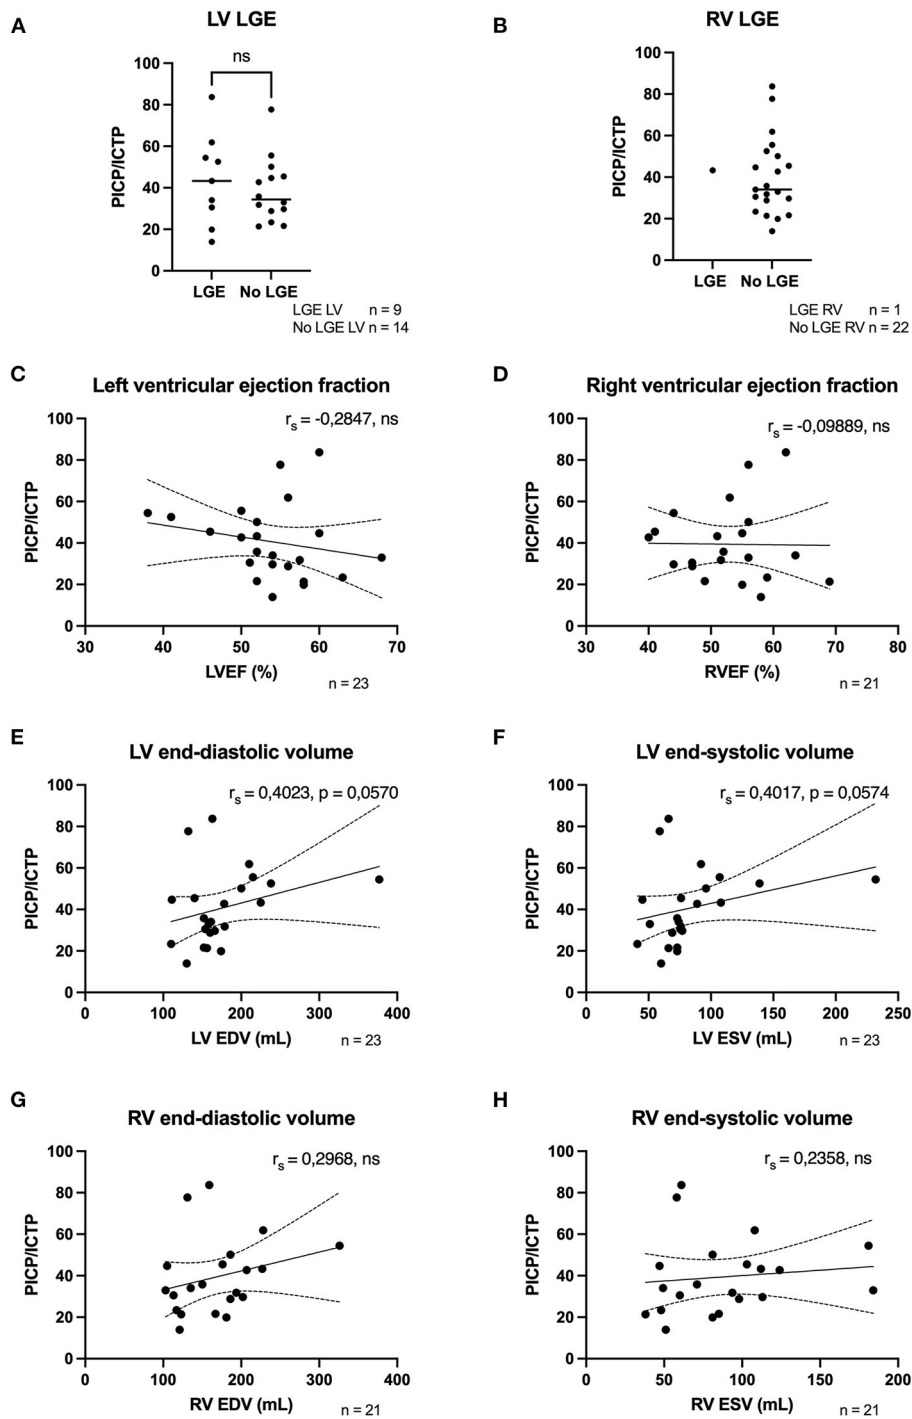 A
LV LGE
ns
PICP/ICTP
100
80
60
40
20
0
LGE No LGE
LGE LV n = 9
No LGE LV n = 14
B
RV LGE
PICP/ICTP
100
80
60
40
20
0
LGE No LGE
LGE RV n = 1
No LGE RV n = 22
C
Left ventricular ejection fraction
rs = -0,2847, ns
PICP/ICTP
100
80
60
40
20
0
30 40 50 60 70
LVEF (%)
n = 23
D
Right ventricular ejection fraction
rs = -0,09889, ns
PICP/ICTP
100
80
60
40
20
0
30 40 50 60 70 80
RVEF (%)
n = 21
E
LV end-diastolic volume
rs = 0,4023, p = 0,0570
PICP/ICTP
100
80
60
40
20
0
0 100 200 300 400
LV EDV (mL)
n = 23
F
LV end-systolic volume
rs = 0,4017, p = 0,0574
PICP/ICTP
100
80
60
40
20
0
0 50 100 150 200 250
LV ESV (mL)
n = 23
G
RV end-diastolic volume
rs = 0,2968, ns
PICP/ICTP
100
80
60
40
20
0
0 100 200 300 400
RV EDV (mL)
n = 21
H
RV end-systolic volume
rs = 0,2358, ns
PICP/ICTP
100
80
60
40
20
0
0 50 100 150 200
RV ESV (mL)
n = 21